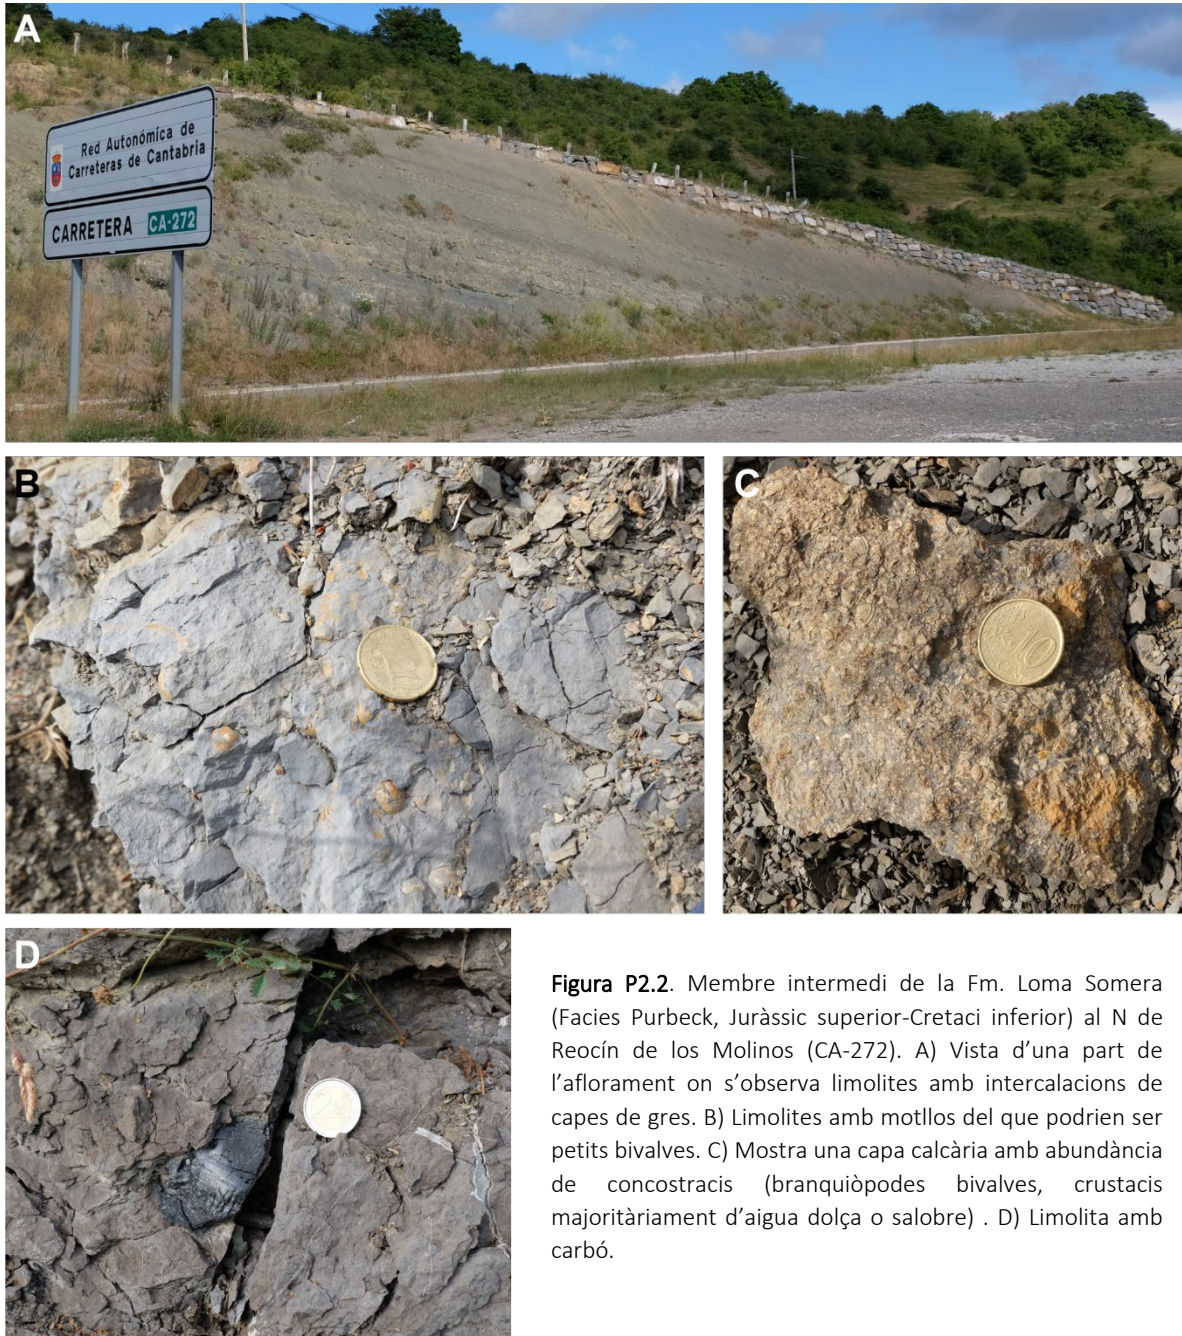 A
Red Autonómica de
Carreteras de Cantabria
CARRETERA CA-272
B
C
10
D
2
Figura P2.2. Membre intermedi de la Fm. Loma Somera
(Facies Purbeck, Juràssic superior-Cretaci inferior) al N de
Reocín de los Molinos (CA-272). A) Vista d’una part de
l’aflorament on s’observa limolites amb intercalacions de
capes de gres. B) Limolites amb motllos del que podrien ser
petits bivalves. C) Mostra una capa calcària amb abundància
de concostracis (branquiòpodes bivalves, crustacis
majoritàriament d’aigua dolça o salobre) . D) Limolita amb
carbó.